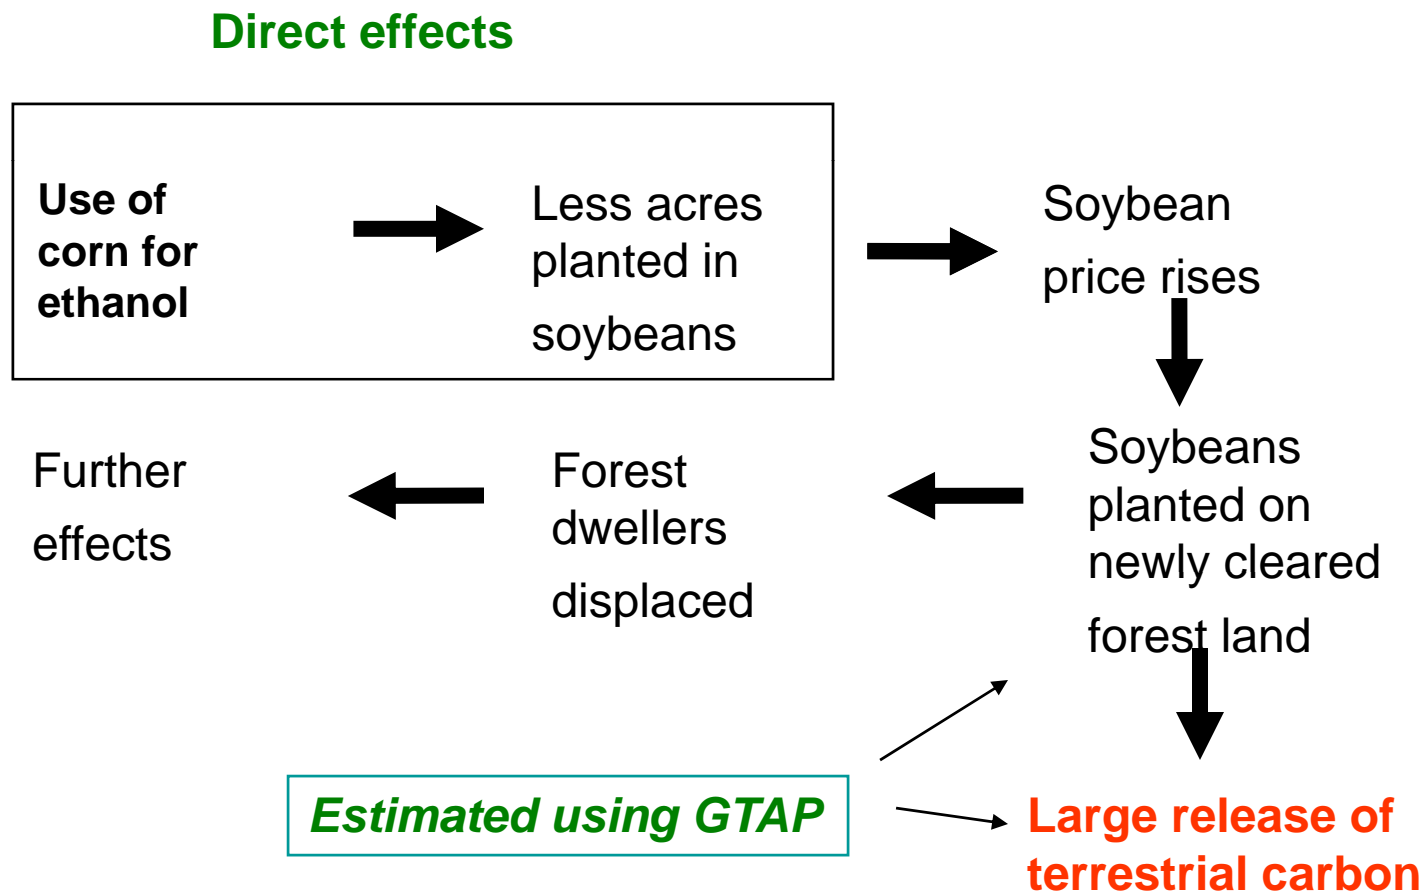 Direct effects
Use of
corn for
ethanol
Less acres
planted in
soybeans
Soybean
price rises
Soybeans
planted on
newly cleared
forest land
Forest
dwellers
displaced
Further
effects
Estimated using GTAP
Large release of
terrestrial carbon